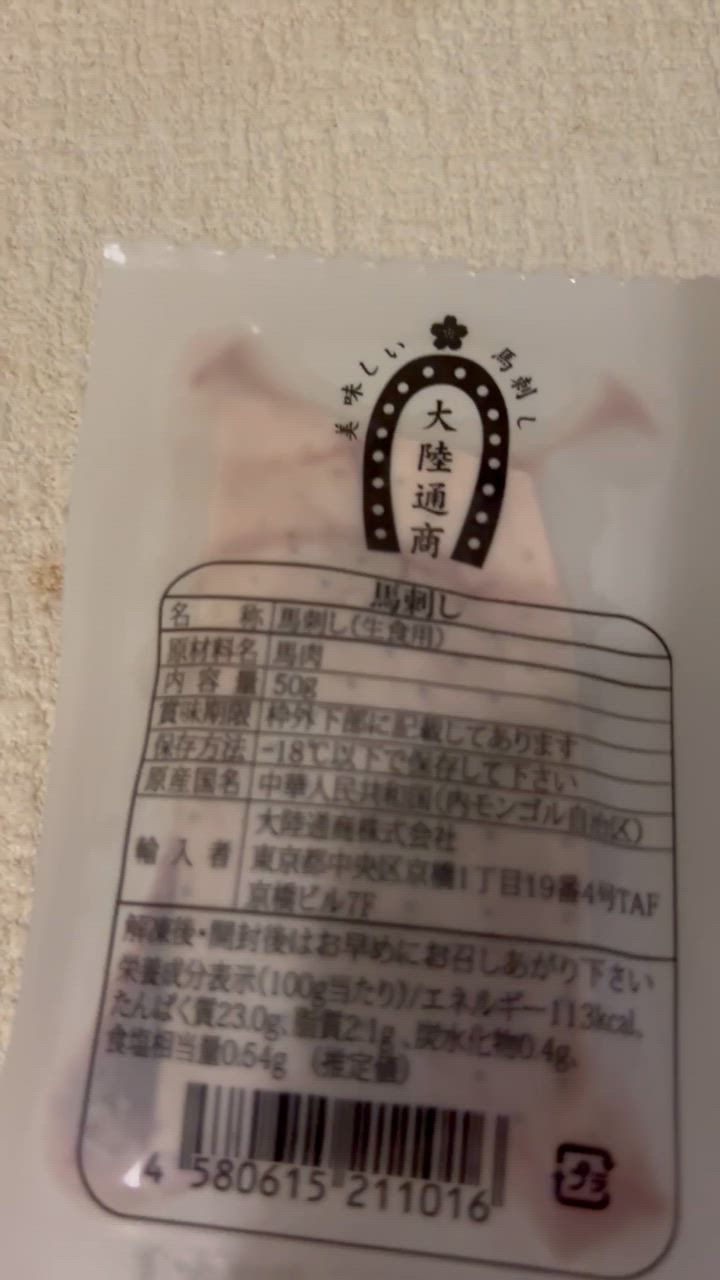 美味しい 馬刺し
大陸通商
馬刺し
名称 馬刺し(生食用)
原材料名 馬肉
内容量 50g
賞味期限 枠外下部に記載してあります
保存方法 -18℃以下で保存して下さい
原産国名 中華人民共和国(内モンゴル自治区)
輸入者 大陸通商株式会社
東京都中央区京橋1丁目19番4号TAF
京橋ビル7F
解凍後・開封後はお早めにお召しあがり下さい
栄養成分表示(100g当たり)/エネルギー113kcal、
たんぱく質23.0g、脂質2.1g、炭水化物0.4g、
食塩相当量0.54g (推定値)
4 580615 211016
プラ